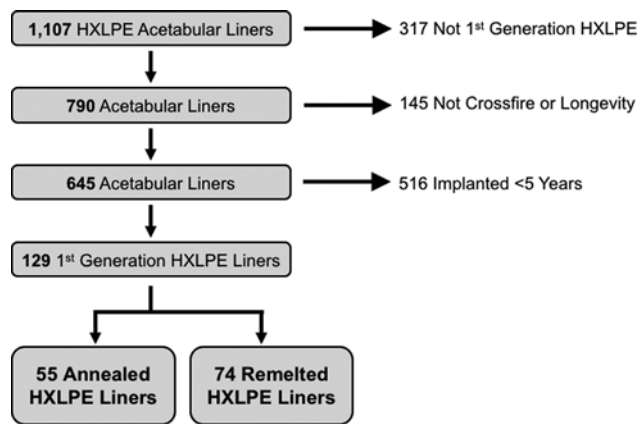 1,107 HXLPE Acetabular Liners
317 Not 1st Generation HXLPE
790 Acetabular Liners
145 Not Crossfire or Longevity
645 Acetabular Liners
516 Implanted <5 Years
129 1st Generation HXLPE Liners
55 Annealed
HXLPE Liners
74 Remelted
HXLPE Liners